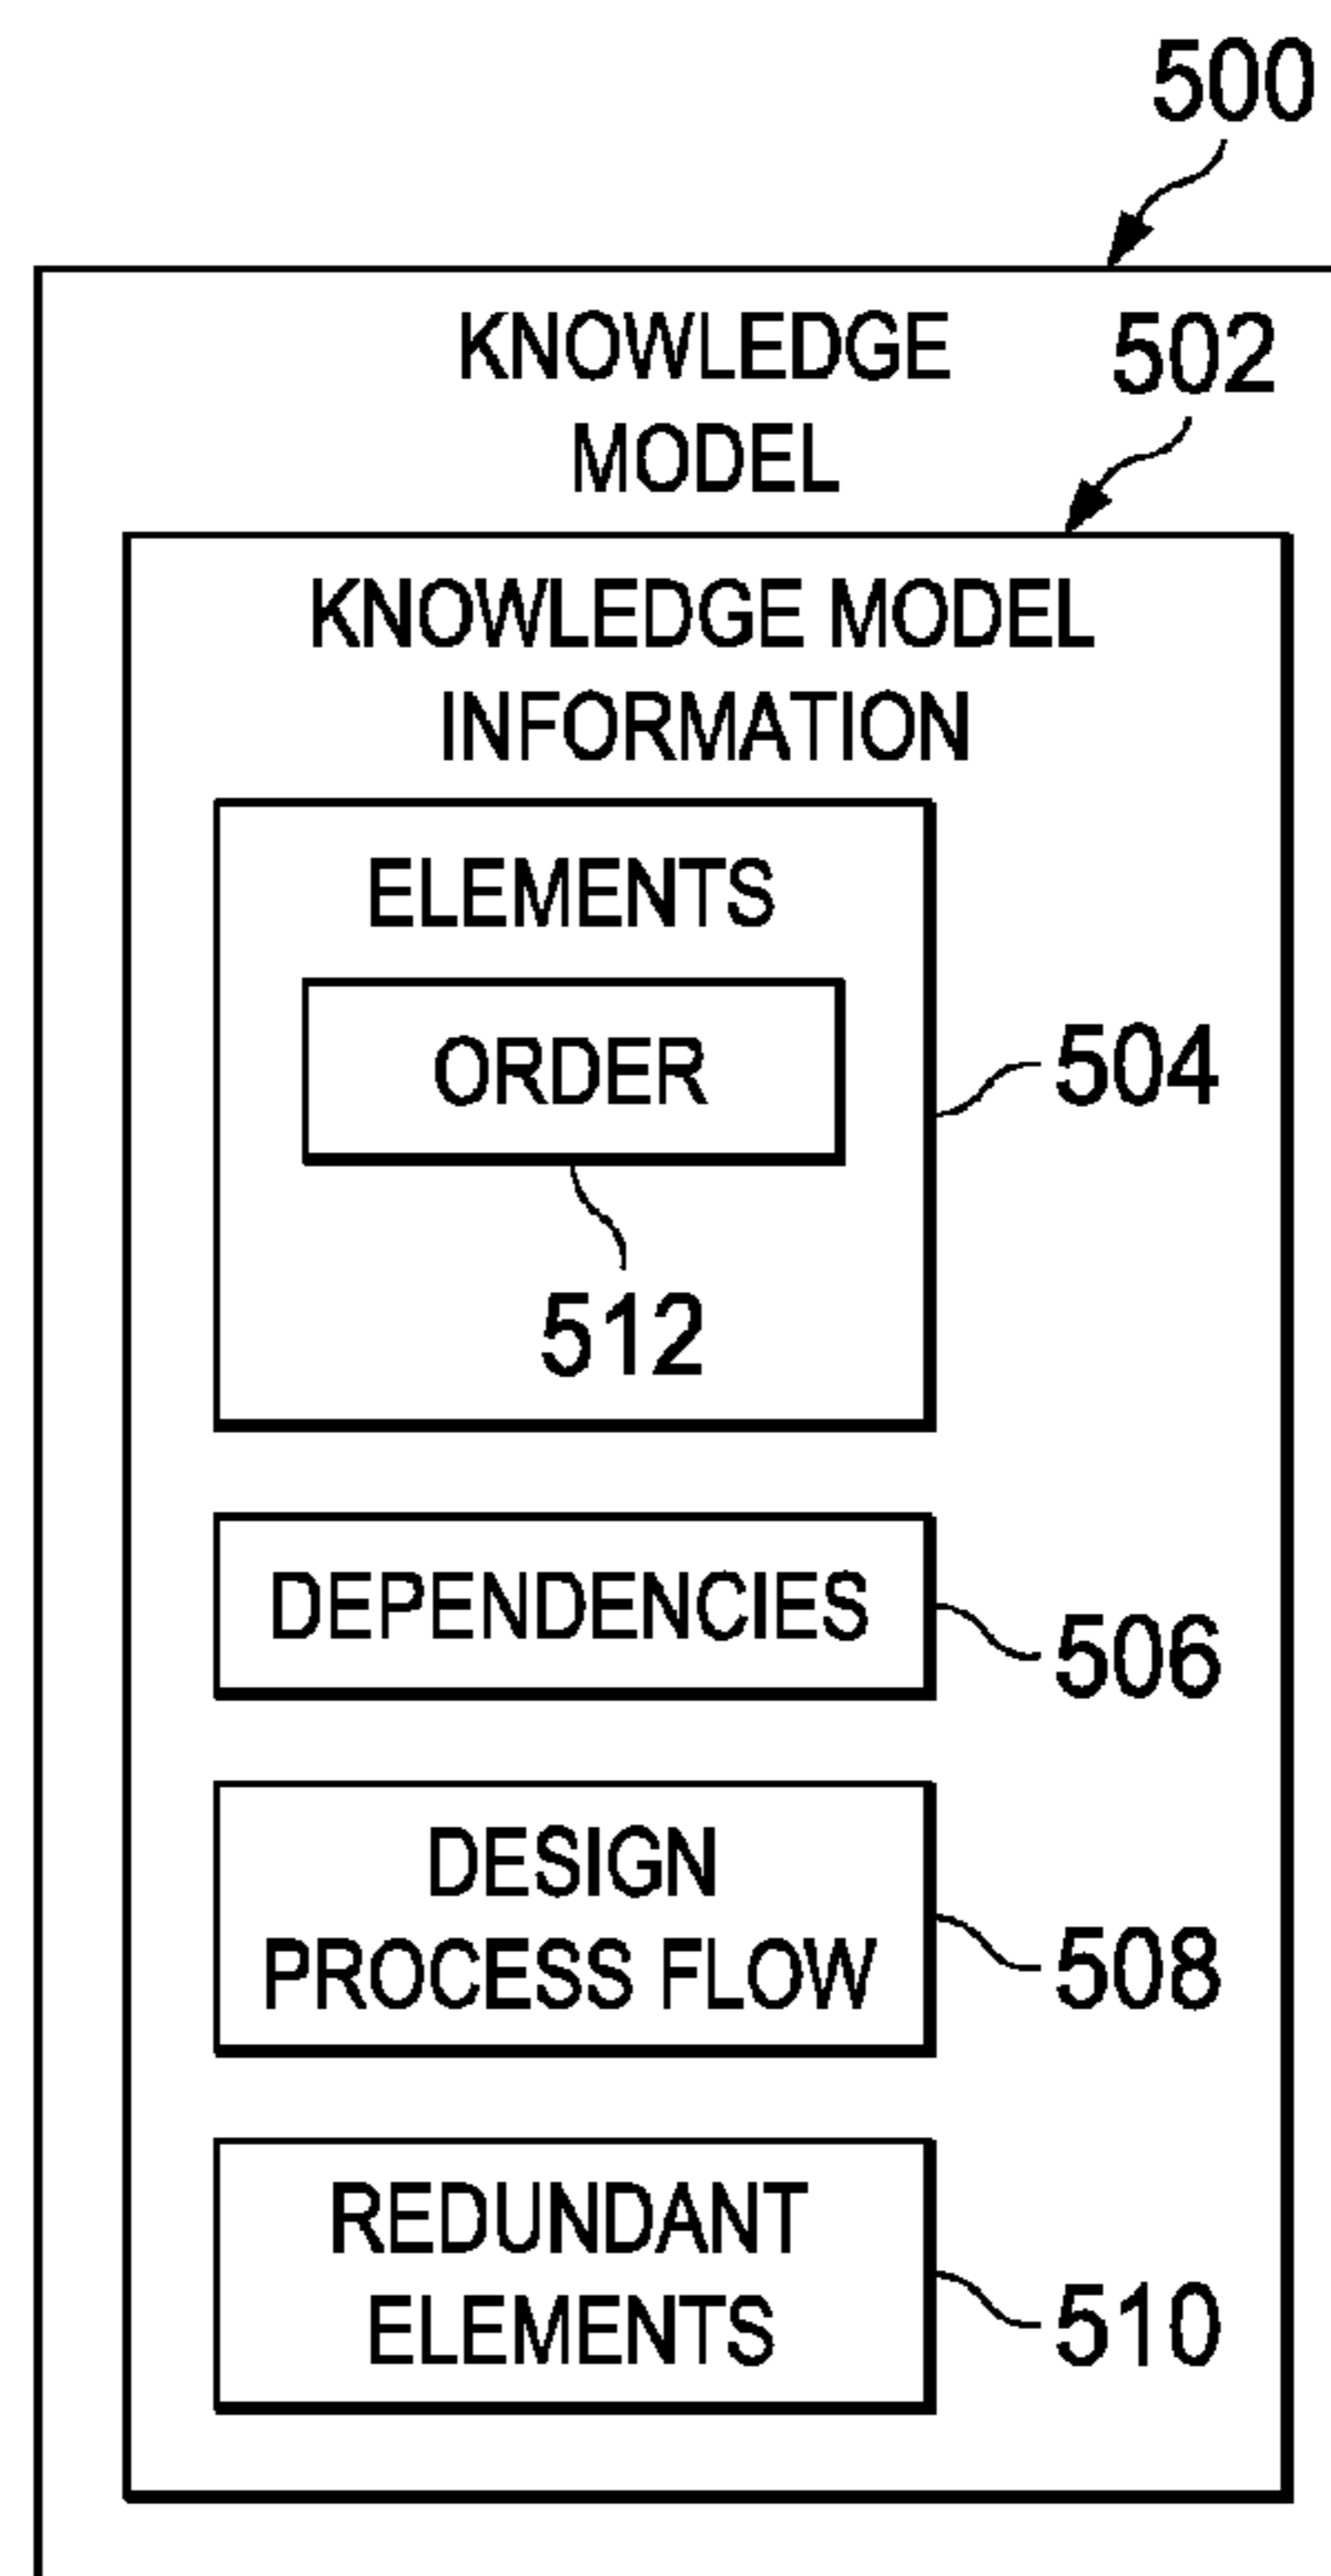 500
KNOWLEDGE
MODEL
502
KNOWLEDGE MODEL
INFORMATION
ELEMENTS
ORDER
504
512
DEPENDENCIES
506
DESIGN
PROCESS FLOW
508
REDUNDANT
ELEMENTS
510